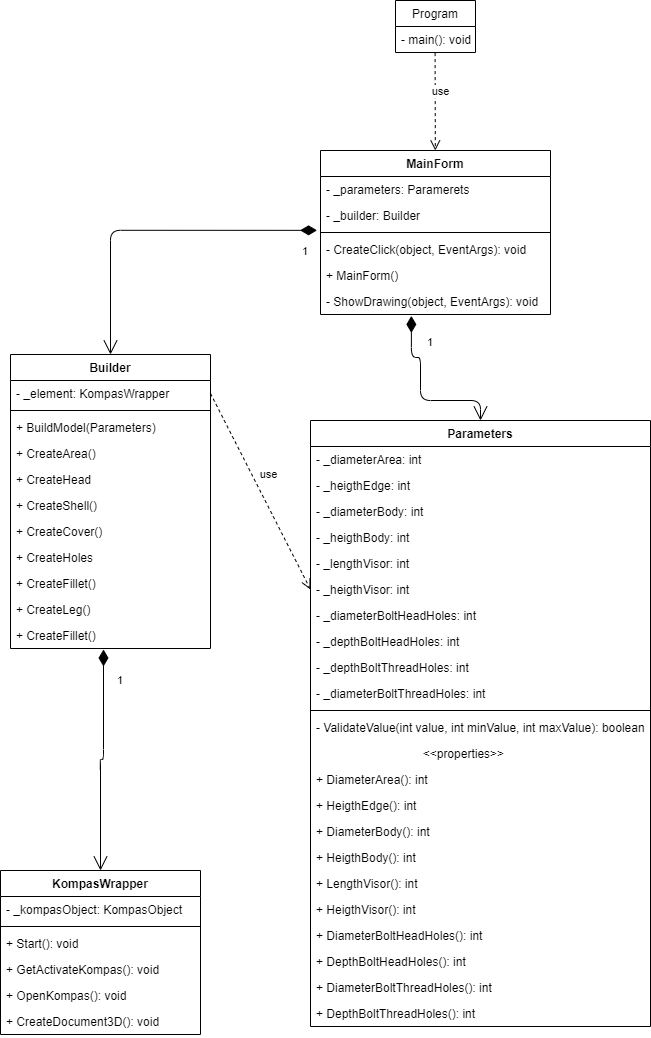 Program
- main(): void
use
MainForm
- _parameters: Paramerets
- _builder: Builder
- CreateClick(object, EventArgs): void
+ MainForm()
- ShowDrawing(object, EventArgs): void
1
1
Builder
- _element: KompasWrapper
+ BuildModel(Parameters)
+ CreateArea()
+ CreateHead
+ CreateShell()
+ CreateCover()
+ CreateHoles
+ CreateFillet()
+ CreateLeg()
+ CreateFillet()
use
1
Parameters
- _diameterArea: int
- _heigthEdge: int
- _diameterBody: int
- _heigthBody: int
- _lengthVisor: int
- _heigthVisor: int
- _diameterBoltHeadHoles: int
- _depthBoltHeadHoles: int
- _depthBoltThreadHoles: int
- _diameterBoltThreadHoles: int
- ValidateValue(int value, int minValue, int maxValue): boolean
<<properties>>
+ DiameterArea(): int
+ HeigthEdge(): int
+ DiameterBody(): int
+ HeigthBody(): int
+ LengthVisor(): int
+ HeigthVisor(): int
+ DiameterBoltHeadHoles(): int
+ DepthBoltHeadHoles(): int
+ DiameterBoltThreadHoles(): int
+ DepthBoltThreadHoles(): int
KompasWrapper
- _kompasObject: KompasObject
+ Start(): void
+ GetActivateKompas(): void
+ OpenKompas(): void
+ CreateDocument3D(): void